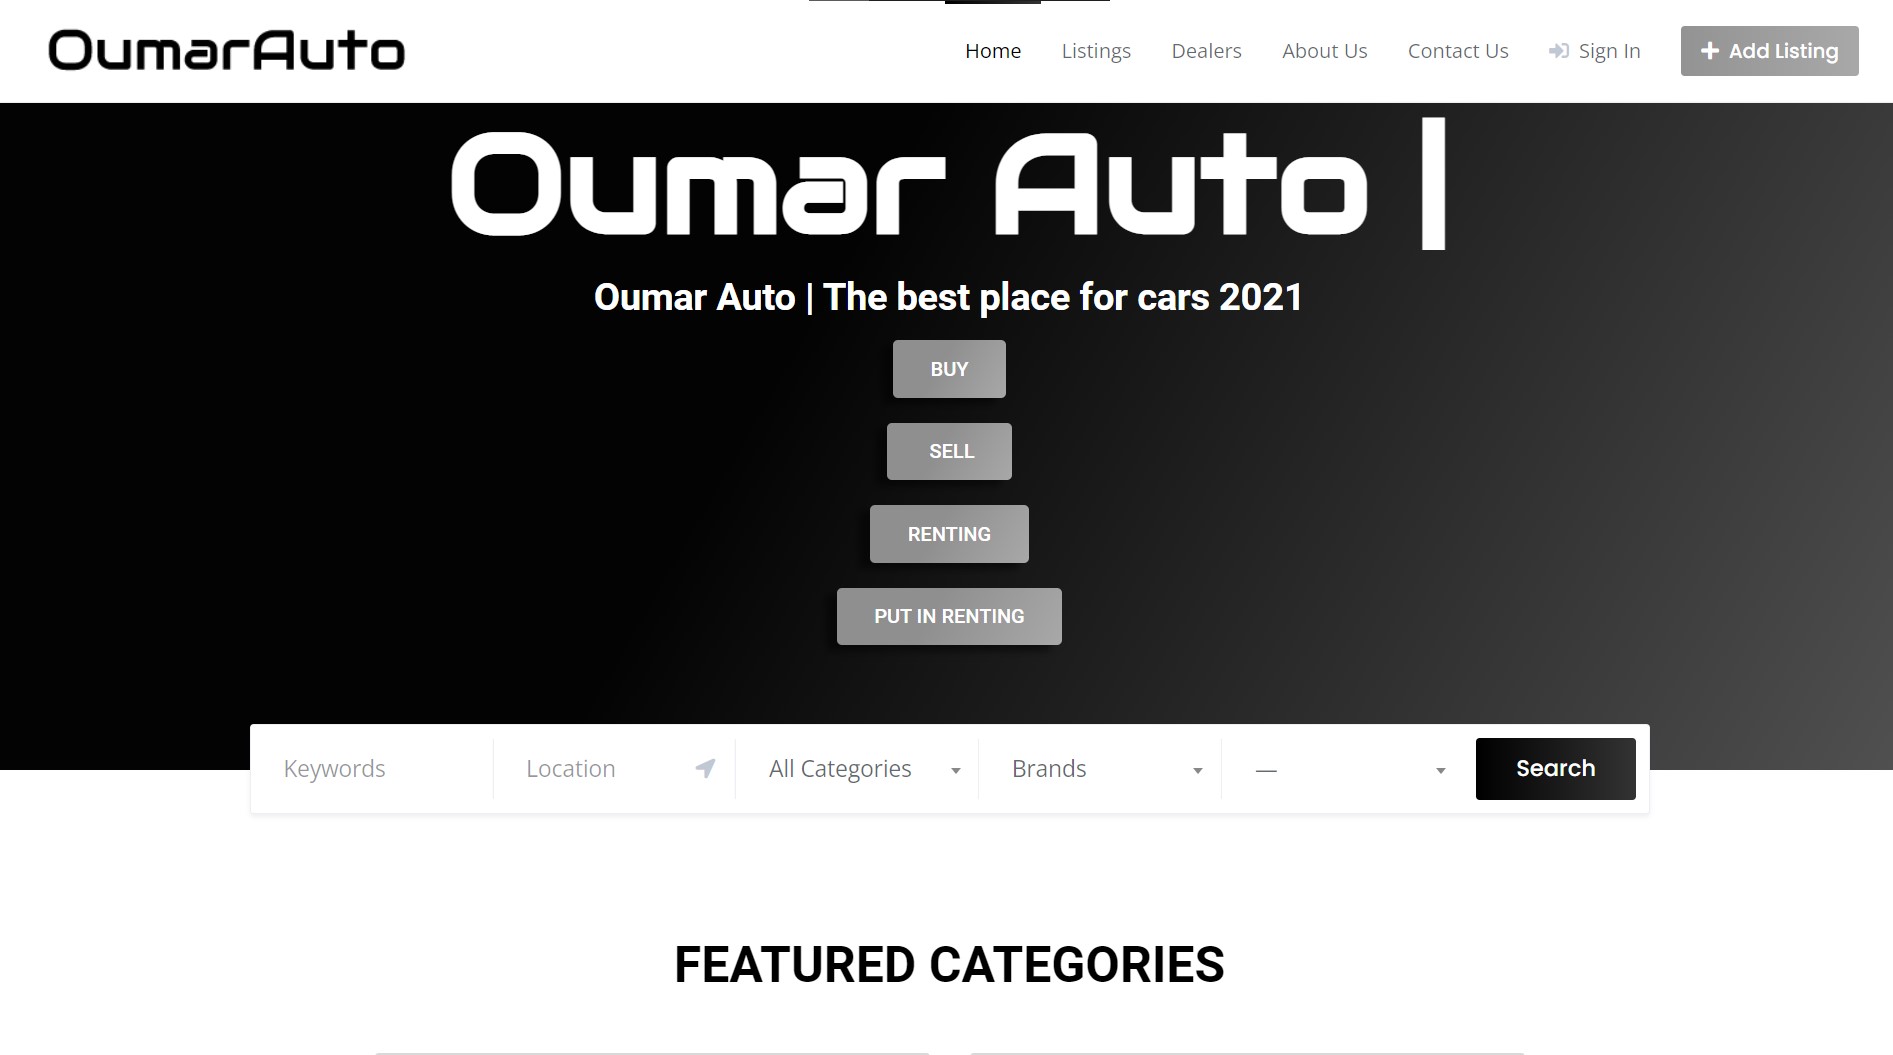 OumarAuto
Home Listings Dealers About Us Contact Us Sign In + Add Listing
Oumar Auto |
Oumar Auto | The best place for cars 2021
BUY
SELL
RENTING
PUT IN RENTING
Keywords Location All Categories Brands — Search
FEATURED CATEGORIES